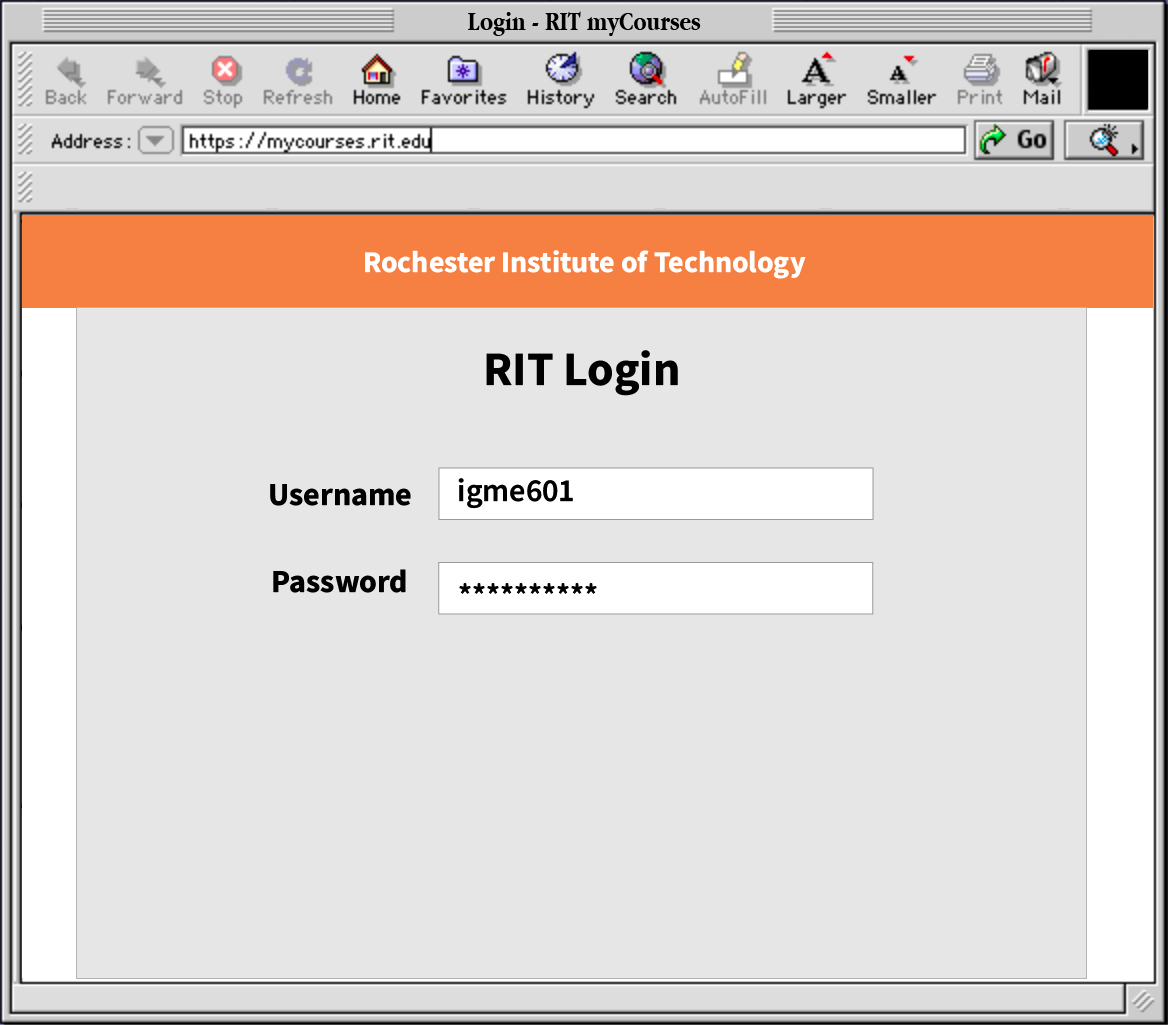 Login - RIT myCourses
Back Forward Stop Refresh Home Favorites History Search AutoFill Larger Smaller Print Mail
Address: https://mycourses.rit.edu Go
Rochester Institute of Technology
RIT Login
Username igme601
Password **********